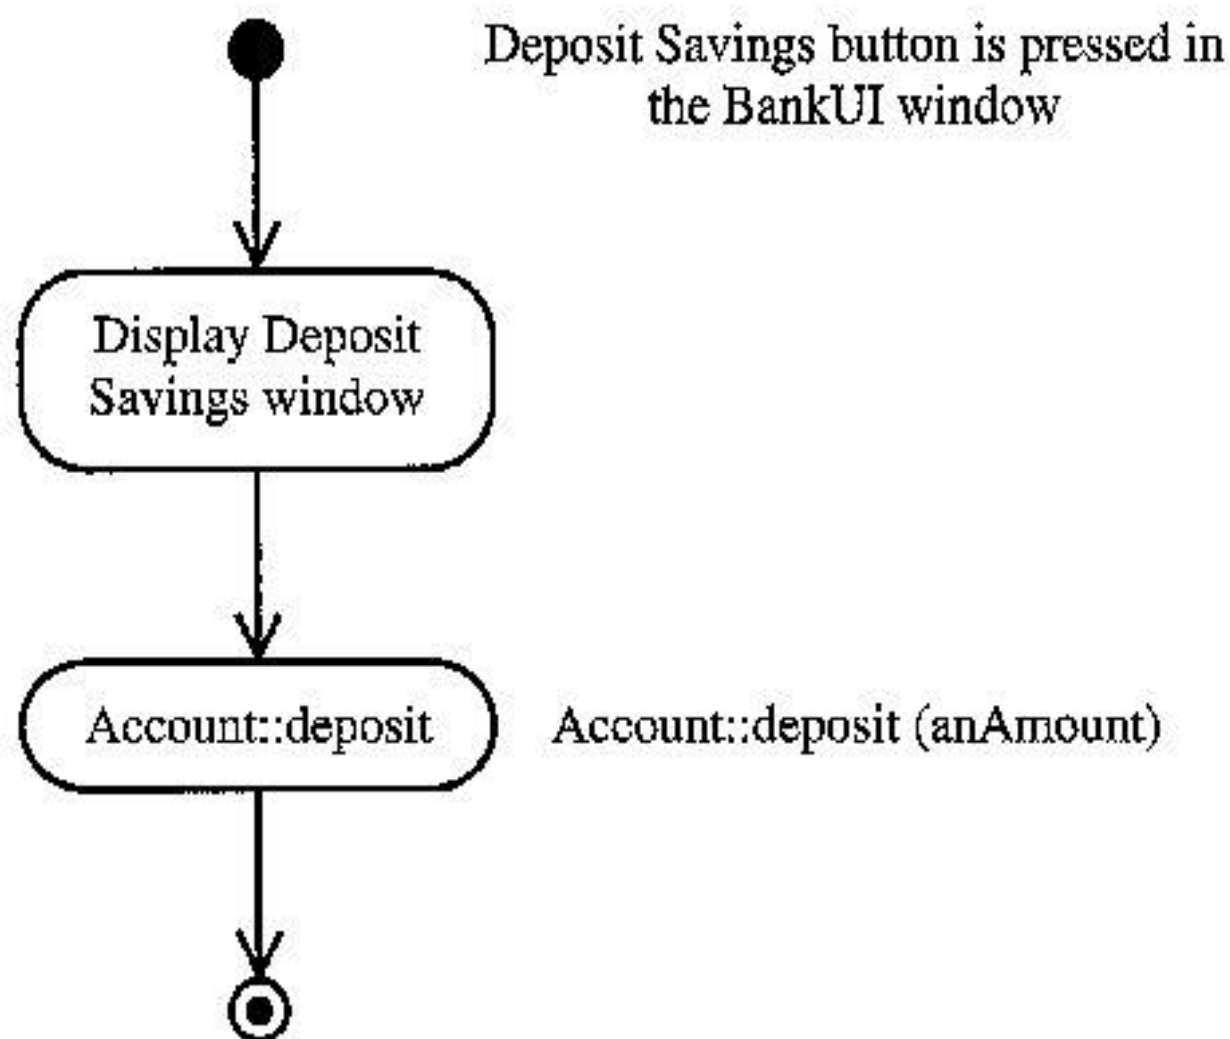 Deposit Savings button is pressed in
the BankUI window
Display Deposit
Savings window
Account::deposit
Account::deposit (anAmount)